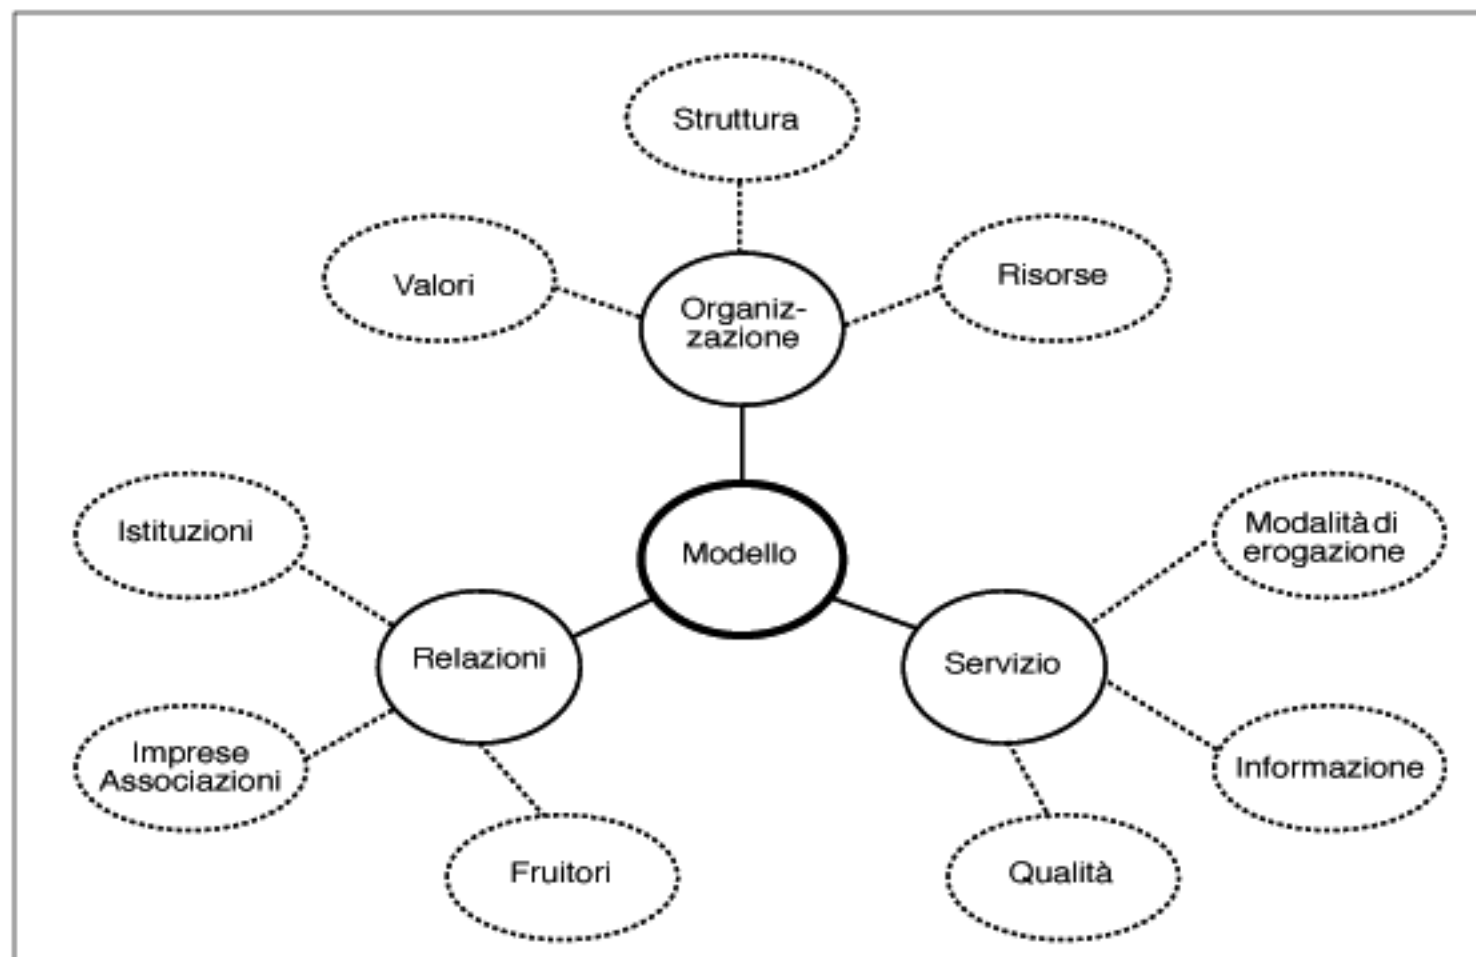 Struttura
Valori
Risorse
Organiz-
zazione
Istituzioni
Modello
Modalità di
erogazione
Relazioni
Servizio
Imprese
Associazioni
Informazione
Fruitori
Qualità